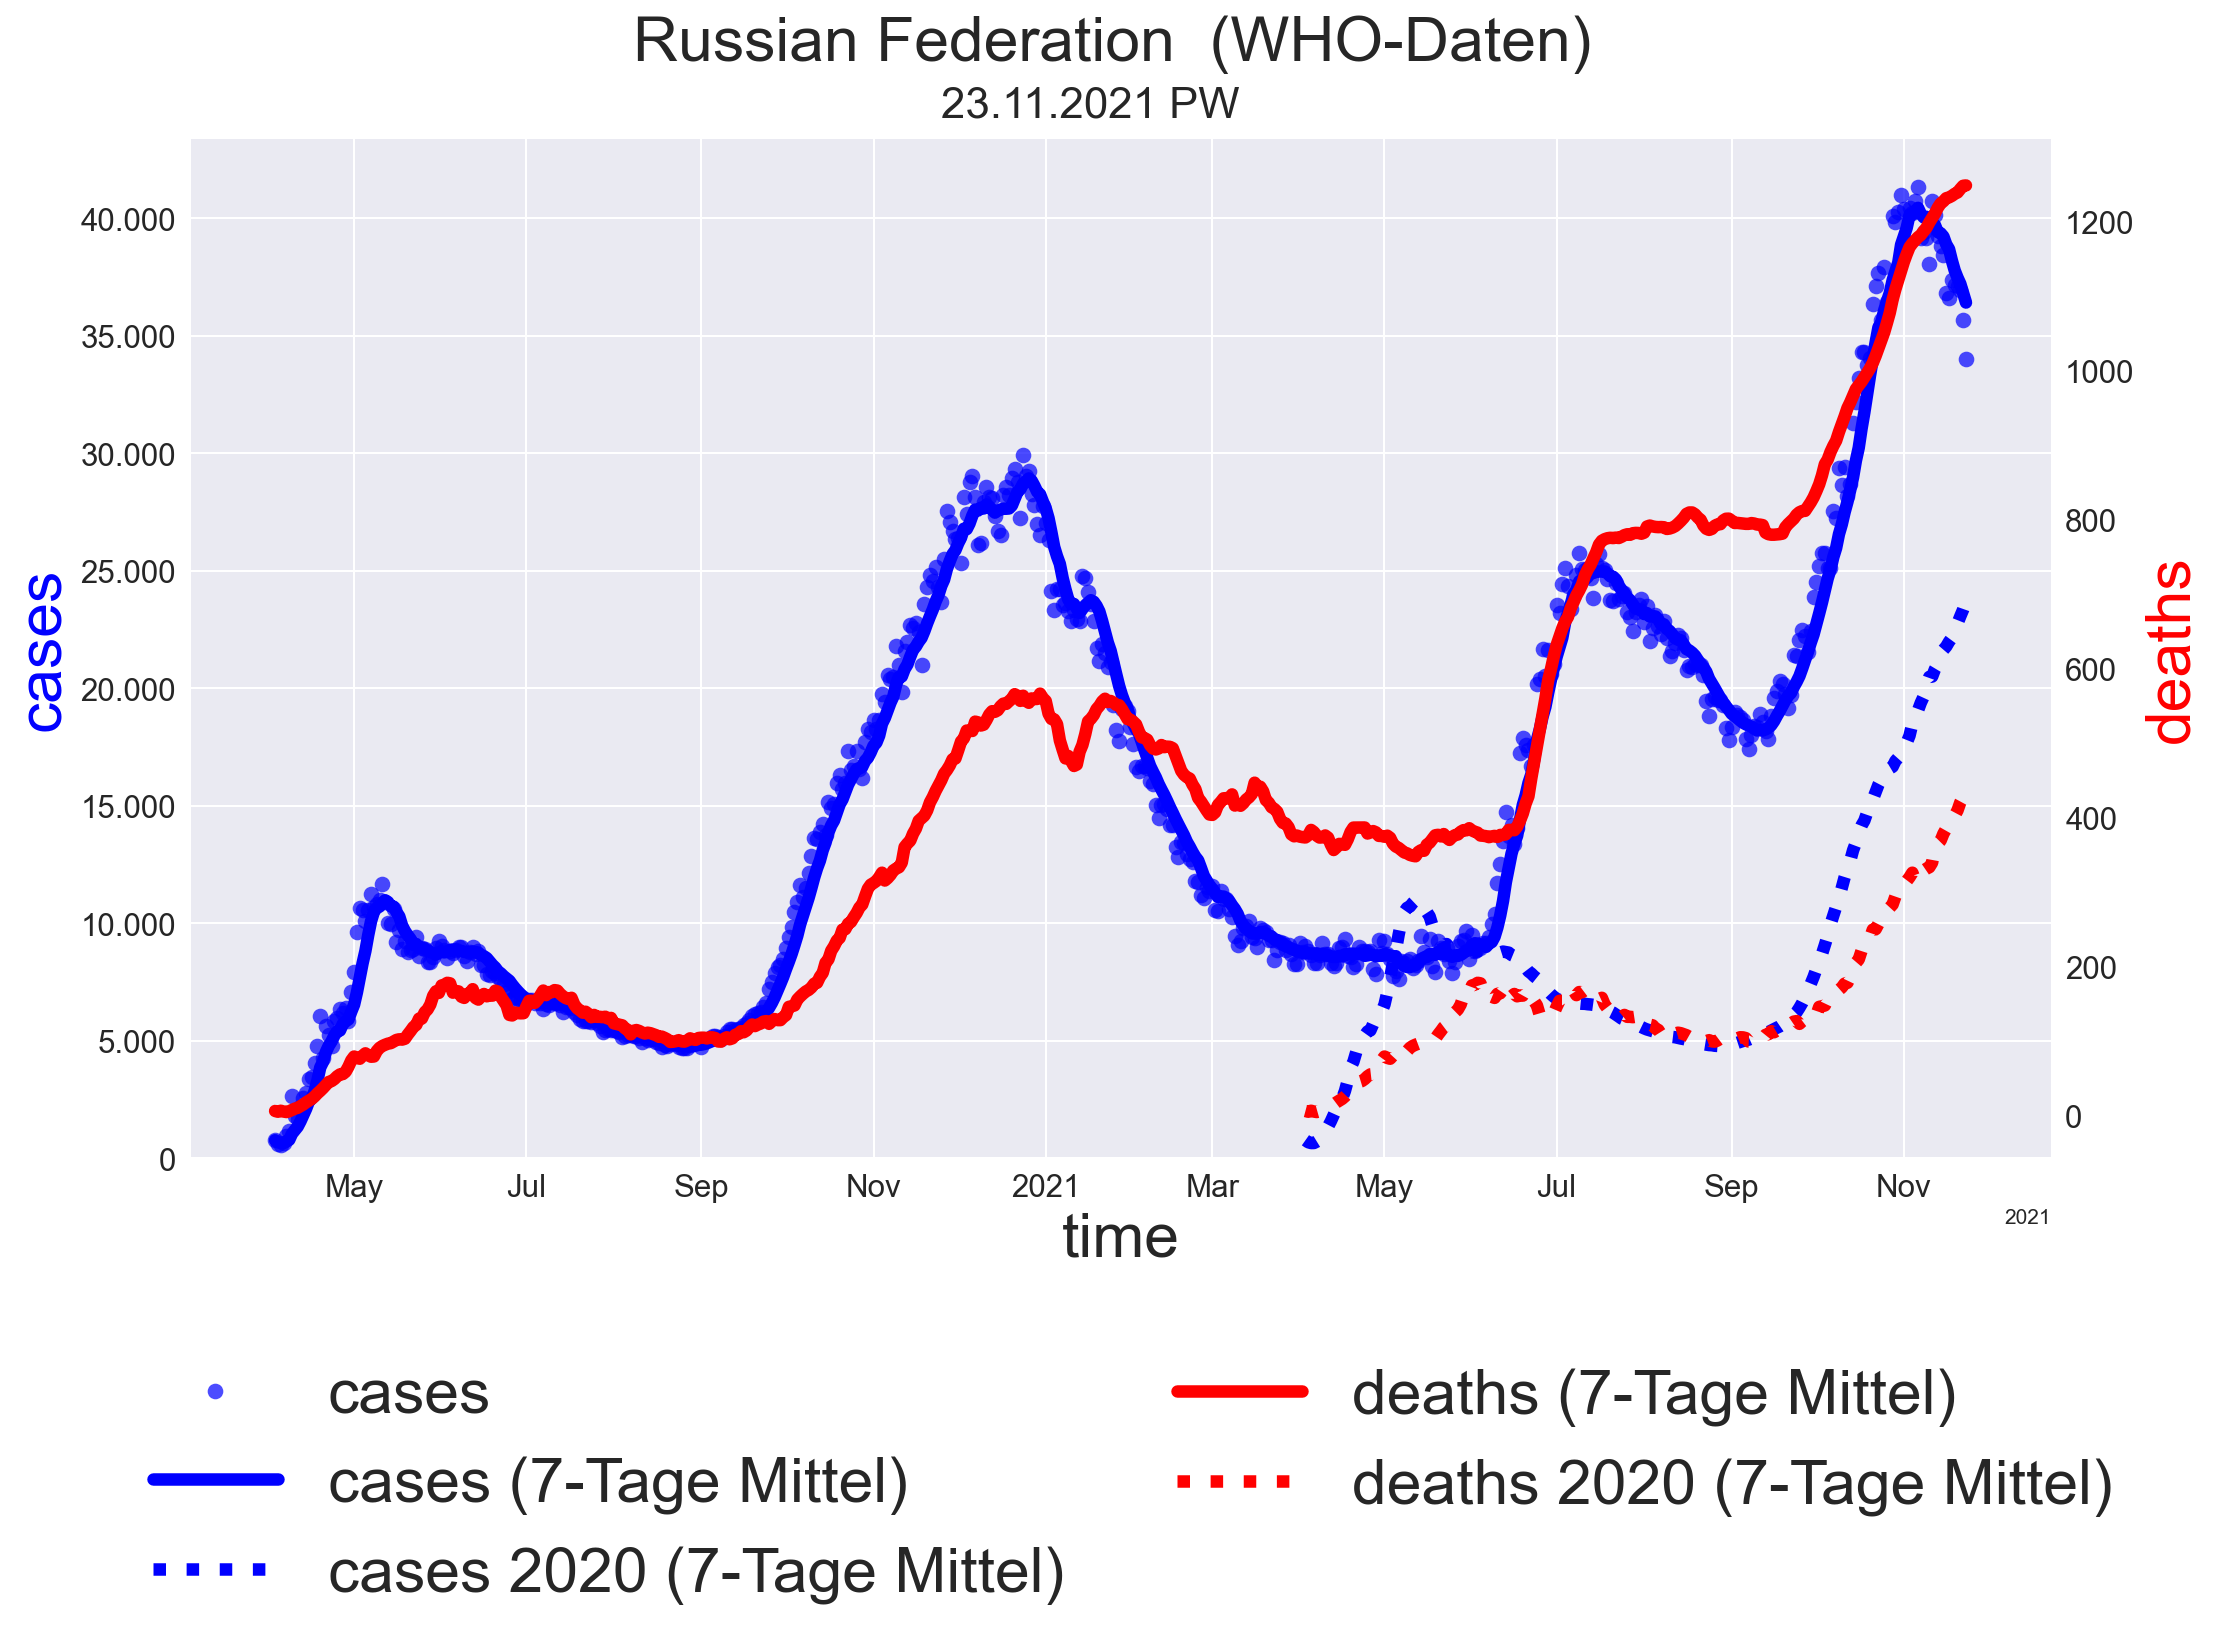 Russian Federation  (WHO-Daten)
23.11.2021 PW
cases
40.000
35.000
30.000
25.000
20.000
15.000
10.000
5.000
0
1200
1000
800
600
400
200
0
deaths
May Jul Sep Nov 2021 Mar May Jul Sep Nov
2021
time
cases
cases (7-Tage Mittel)
cases 2020 (7-Tage Mittel)
deaths (7-Tage Mittel)
deaths 2020 (7-Tage Mittel)